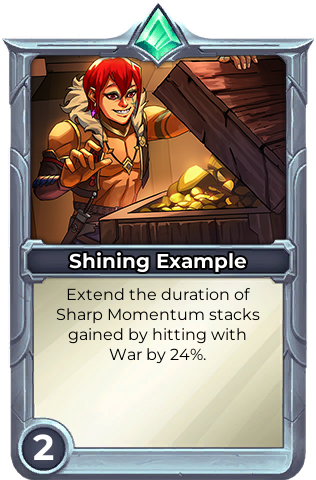 Shining Example
Extend the duration of
Sharp Momentum stacks
gained by hitting with
War by 24%.
2